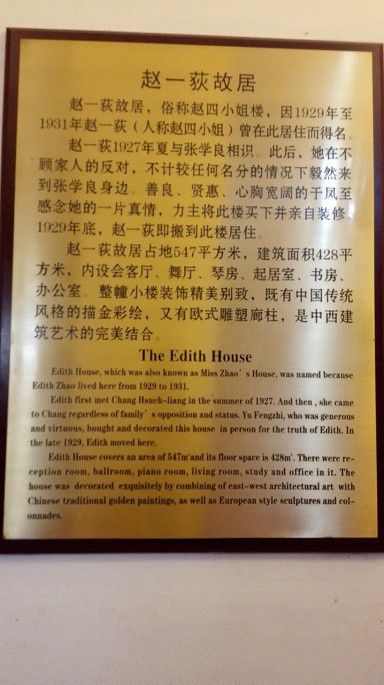 赵一荻故居
赵一荻故居，俗称赵四小姐楼，因1929年至
1931年赵一荻（人称赵四小姐）曾在此居住而得名。
赵一荻1927年夏与张学良相识。此后，她在不
顾家人的反对，不计较任何名分的情况下毅然来
到张学良身边。善良、贤惠、心胸宽阔的于凤至
感念她的一片真情，力主将此楼买下并亲自装修。
1929年底，赵一荻即搬到此楼居住。
赵一荻故居占地547平方米，建筑面积428平
方米，内设会客厅、舞厅、琴房、起居室、书房、
办公室。整幢小楼装饰精美别致，既有中国传统
风格的描金彩绘，又有欧式雕塑廊柱，是中西建
筑艺术的完美结合。
The Edith House
Edith House, which was also known as Miss Zhao's House, was named because
Edith Zhao lived here from 1929 to 1931.
Edith first met Chang Hsueh-liang in the summer of 1927. And then , she came
to Chang regardless of family's opposition and status. Yu Fengzhi, who was generous
and virtuous, bought and decorated this house in person for the truth of Edith. In
the late 1929, Edith moved here.
Edith House covers an area of 547㎡and its floor space is 428㎡. There were re-
ception room, ballroom, piano room, living room, study and office in it. The
house was decorated exquisitely by combining of east-west architectural art with
Chinese traditional golden paintings, as well as European style sculptures and col-
onnades.